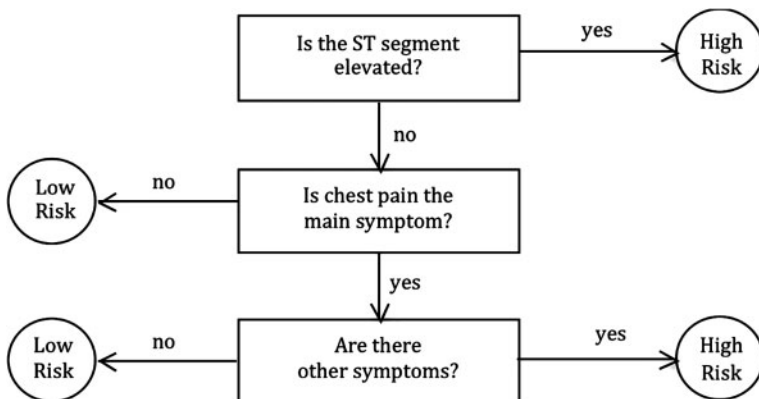 Is the ST segment
elevated?
yes
High
Risk
no
Low
Risk
no
Is chest pain the
main symptom?
yes
Low
Risk
no
Are there
other symptoms?
yes
High
Risk